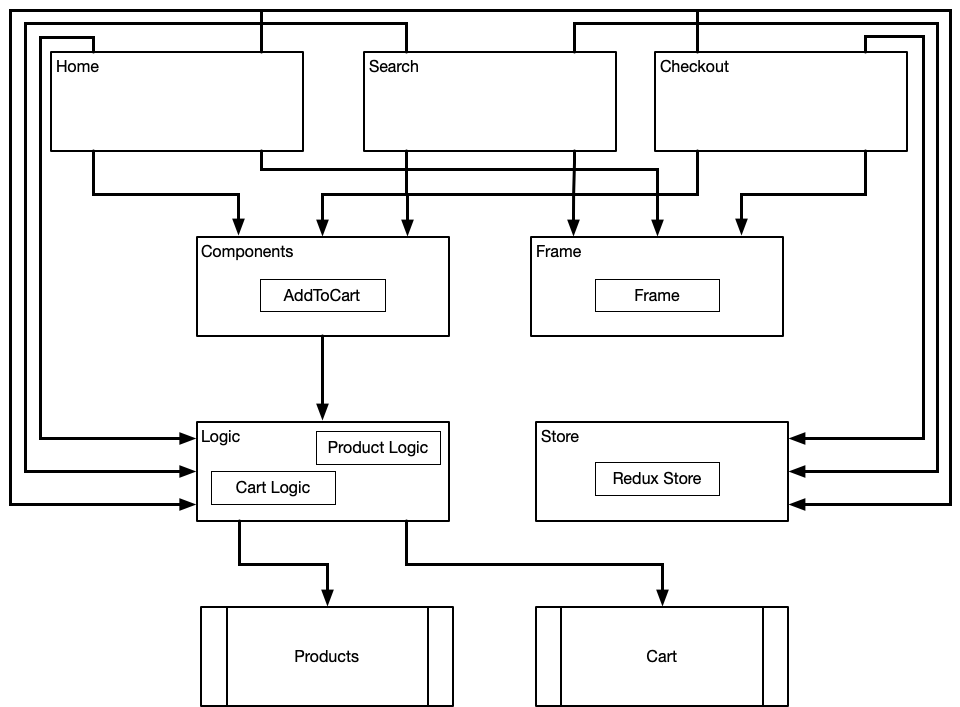 Home
Search
Checkout
Components
AddToCart
Frame
Frame
Logic
Product Logic
Cart Logic
Store
Redux Store
Products
Cart